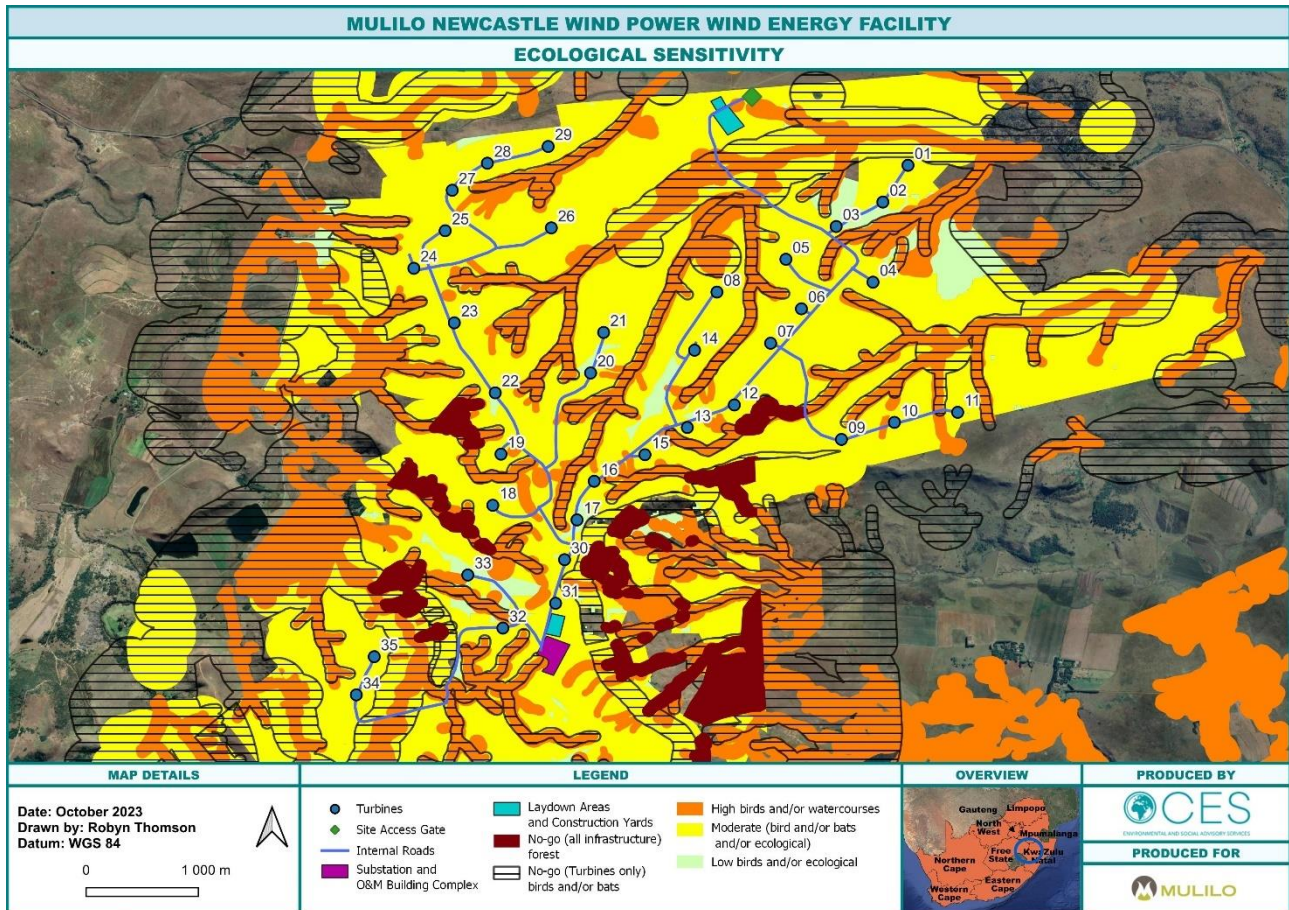 MULILO NEWCASTLE WIND POWER WIND ENERGY FACILITY
ECOLOGICAL SENSITIVITY
29
28
01
27
02
25
26
03
24
05
04
08
06
23
21
07
14
20
22
12
11
13
10
09
19
15
16
18
17
30
33
31
32
35
34
MAP DETAILS
Date: October 2023
Drawn by: Robyn Thomson
Datum: WGS 84
0 1 000 m
LEGEND
Turbines
Site Access Gate
Internal Roads
Substation and
O&M Building Complex
Laydown Areas
and Construction Yards
No-go (all infrastructure)
forest
No-go (Turbines only)
birds and/or bats
High birds and/or watercourses
Moderate (bird and/or bats
and/or ecological)
Low birds and/or ecological
OVERVIEW
Gauteng
Limpopo
North
West
Mpumalanga
Free
State
KwaZulu
Natal
Northern
Cape
Eastern
Cape
Western
Cape
PRODUCED BY
CES
ENVIRONMENTAL AND SOCIAL ADVISORY SERVICES
PRODUCED FOR
MULILO